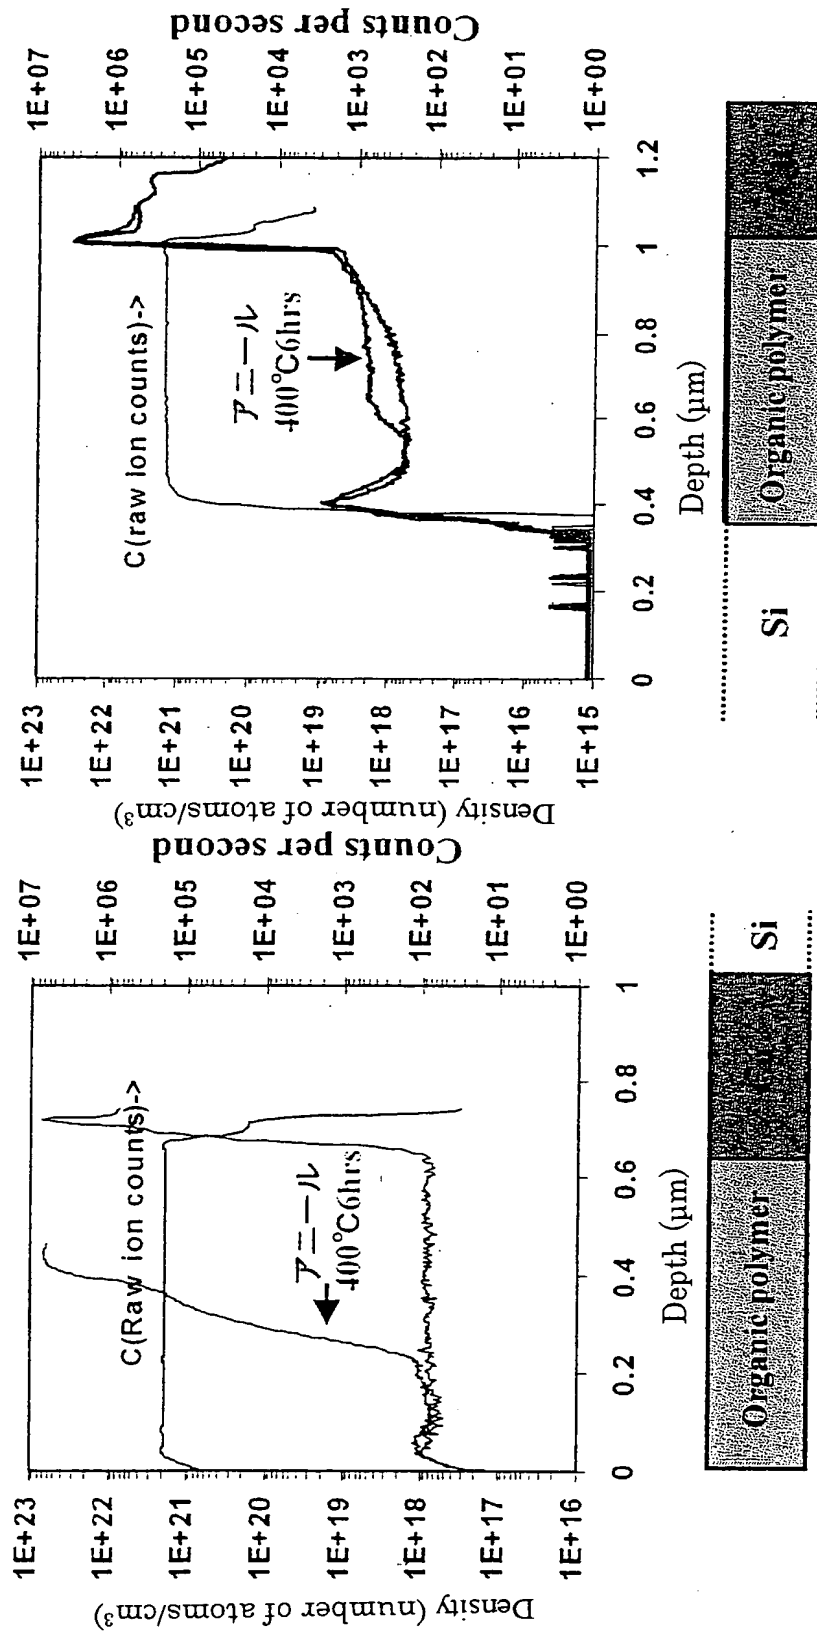 Density (number of atoms/cm³)
1E+23
1E+22
1E+21
1E+20
1E+19
1E+18
1E+17
1E+16
C(Raw ion counts)->
アニール
400℃6hrs
1E+07
1E+06
1E+05
1E+04
1E+03
1E+02
1E+01
1E+00
Counts per second
0
0.2
0.4
0.6
0.8
1
Depth (μm)
Organic polymer
Si
Density (number of atoms/cm³)
1E+23
1E+22
1E+21
1E+20
1E+19
1E+18
1E+17
1E+16
1E+15
C(raw ion counts)->
アニール
400℃6hrs
1E+07
1E+06
1E+05
1E+04
1E+03
1E+02
1E+01
1E+00
Counts per second
0
0.2
0.4
0.6
0.8
1
1.2
Depth (μm)
Si
Organic polymer